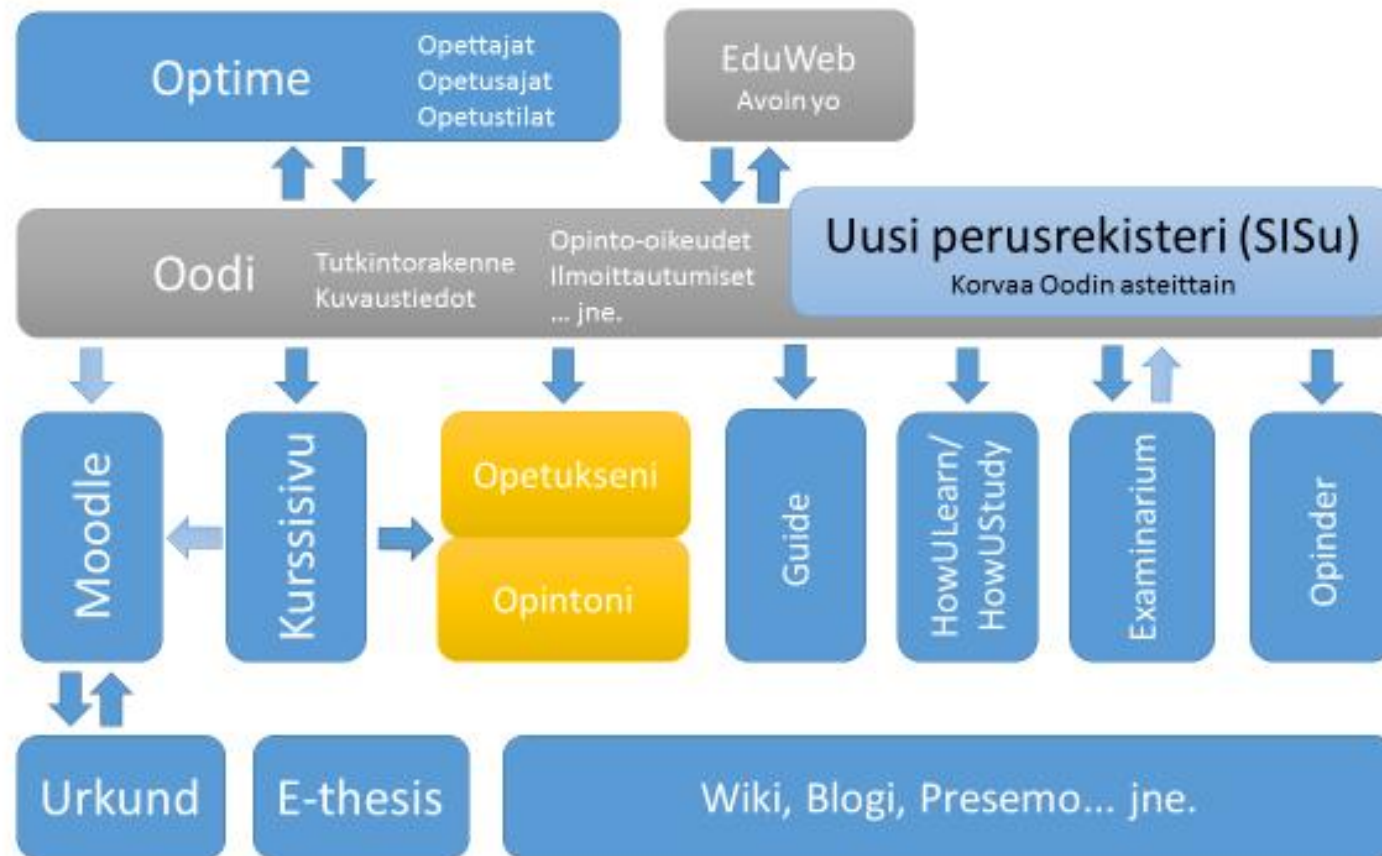 Optime
Opettajat
Opetusajat
Opetustilat
EduWeb
Avoin yo
Oodi
Tutkintorakenne
Kuvaustiedot
Opinto-oikeudet
Ilmoittautumiset
... jne.
Uusi perusrekisteri (SISu)
Korvaa Oodin asteittain
Moodle
Kurssisivu
Opetukseni
Opintoni
Guide
HowULearn/
HowUStudy
Examinarium
Opinder
Urkund
E-thesis
Wiki, Blogi, Presemo... jne.